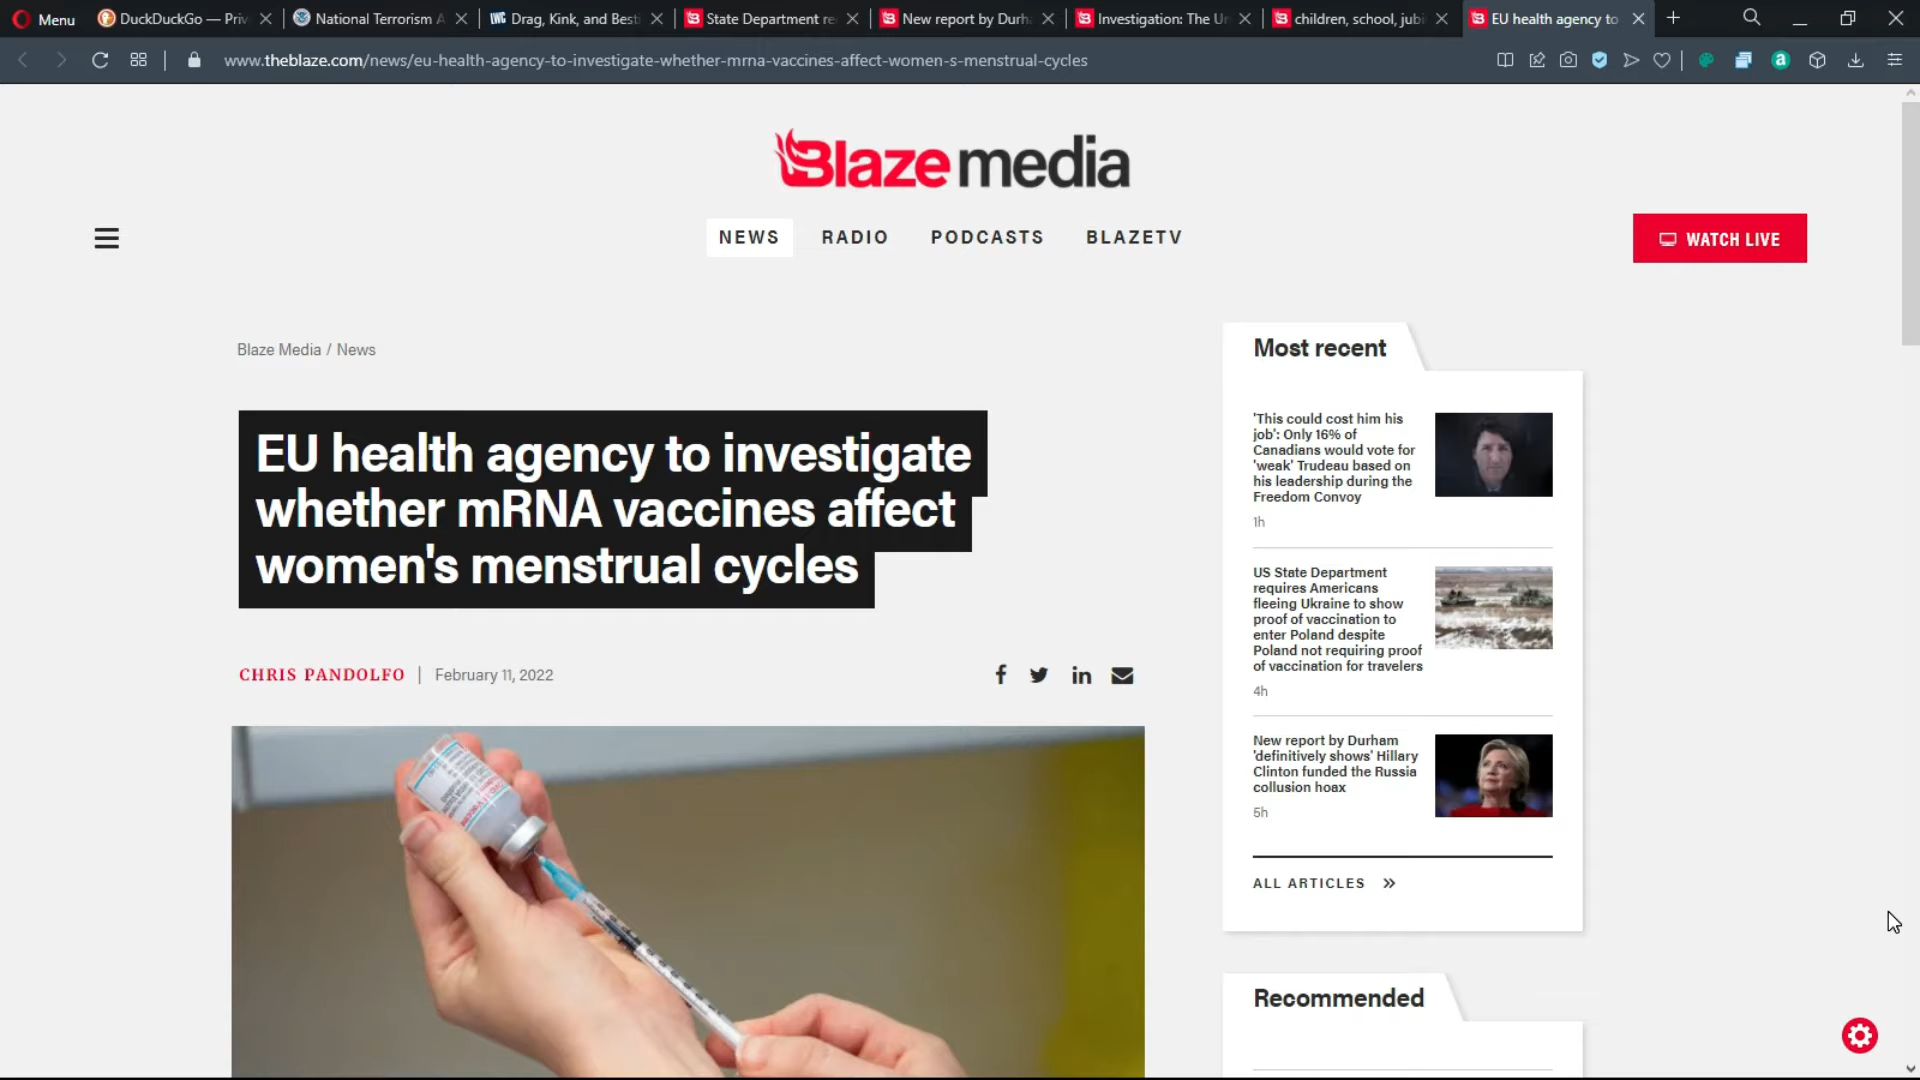 Menu
DuckDuckGo — Priv
National Terrorism A
LWC Drag, Kink, and Besti
State Department re
New report by Durh
Investigation: The Un
children, school, jubi
EU health agency to
www.theblaze.com/news/eu-health-agency-to-investigate-whether-mrna-vaccines-affect-women-s-menstrual-cycles
Blaze media
NEWS
RADIO
PODCASTS
BLAZETV
WATCH LIVE
Blaze Media / News
EU health agency to investigate
whether mRNA vaccines affect
women's menstrual cycles
CHRIS PANDOLFO | February 11, 2022
Most recent
'This could cost him his
job': Only 16% of
Canadians would vote for
'weak' Trudeau based on
his leadership during the
Freedom Convoy
1h
US State Department
requires Americans
fleeing Ukraine to show
proof of vaccination to
enter Poland despite
Poland not requiring proof
of vaccination for travelers
4h
New report by Durham
'definitively shows' Hillary
Clinton funded the Russia
collusion hoax
5h
ALL ARTICLES »
Recommended